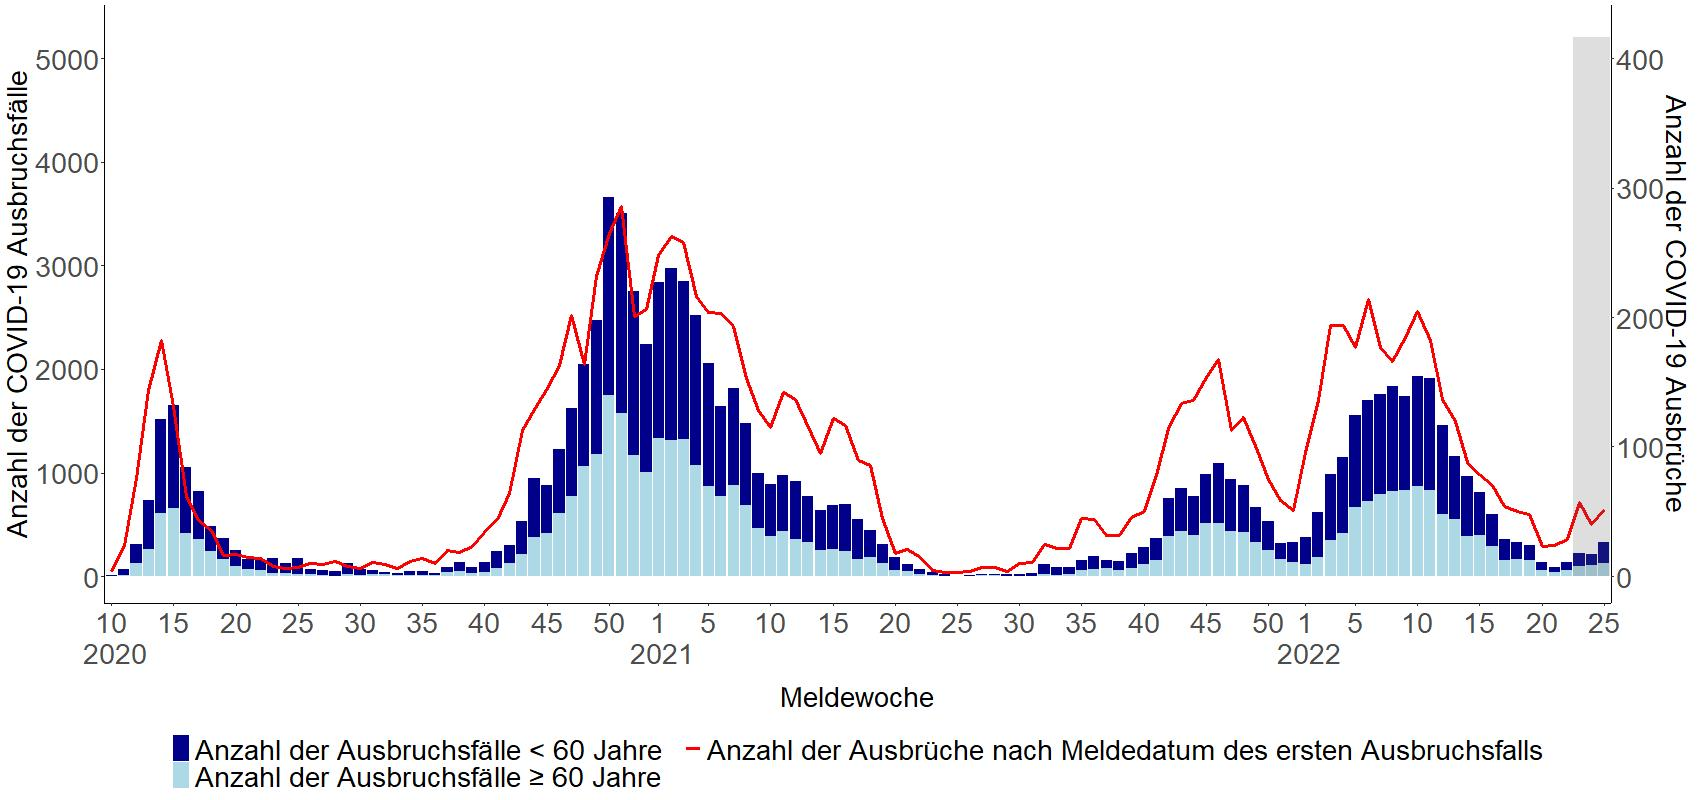 Anzahl der COVID-19 Ausbruchsfälle
5000
4000
3000
2000
1000
0
400
300
200
100
0
Anzahl der COVID-19 Ausbrüche
10 15 20 25 30 35 40 45 50 1 5 10 15 20 25 30 35 40 45 50 1 5 10 15 20 25
2020 2021 2022
Meldewoche
Anzahl der Ausbruchsfälle < 60 Jahre
Anzahl der Ausbruchsfälle ≥ 60 Jahre
Anzahl der Ausbrüche nach Meldedatum des ersten Ausbruchsfalls